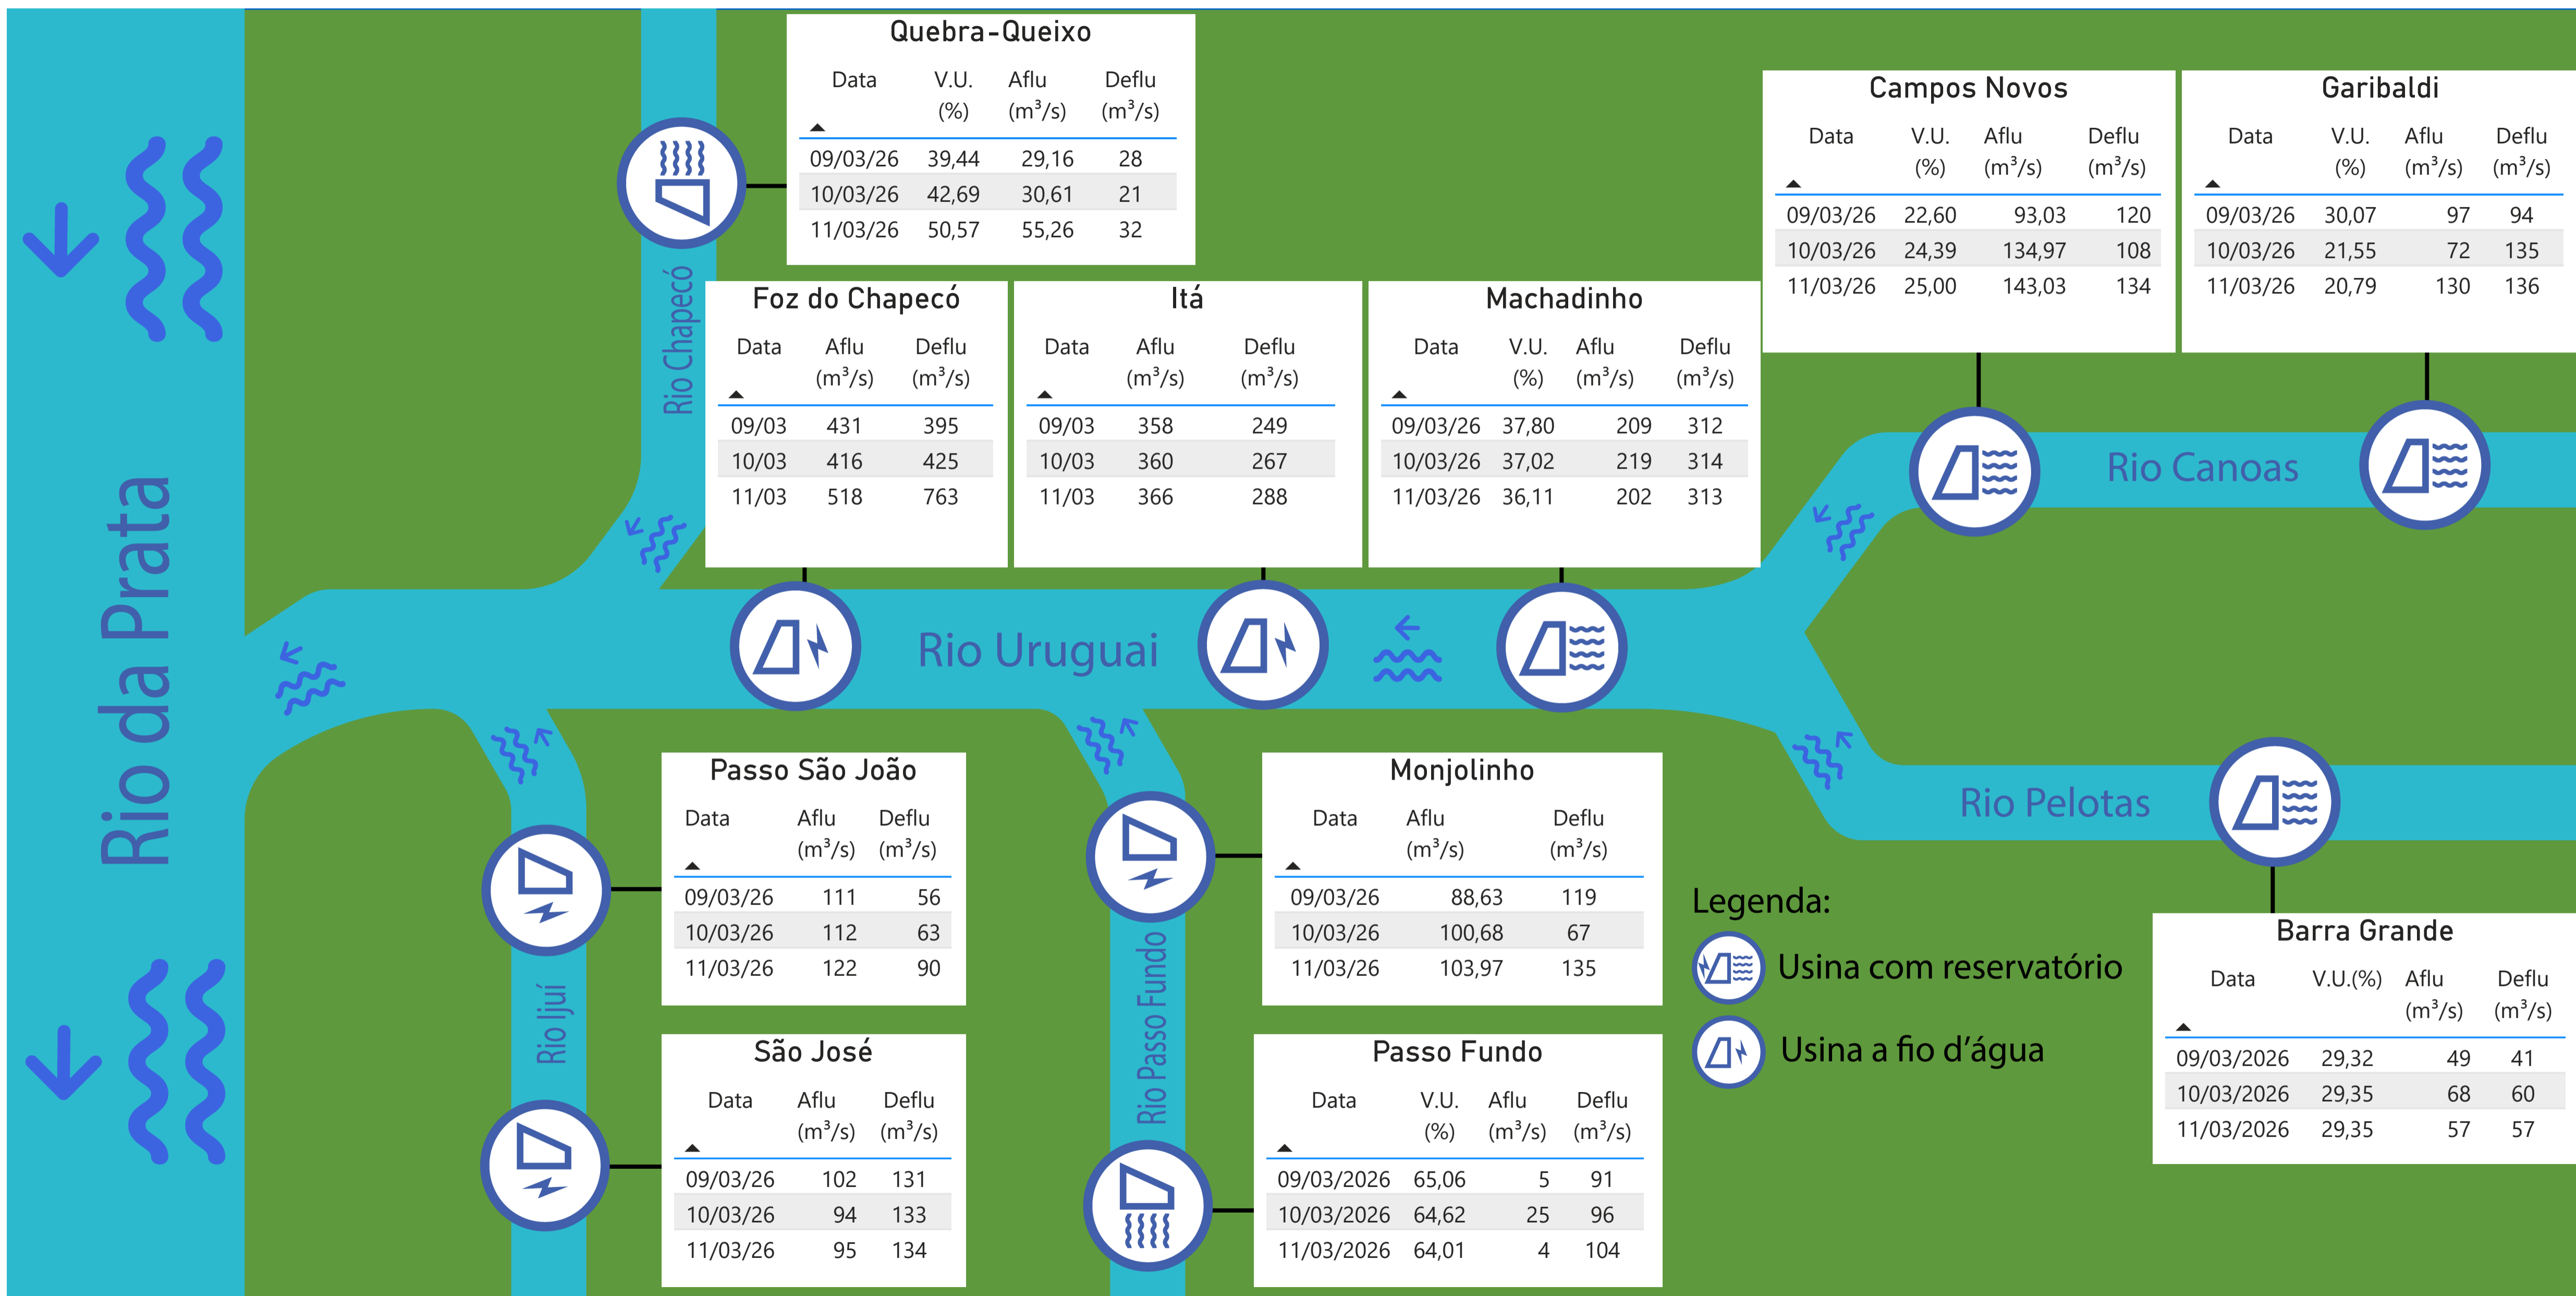 Quebra-Queixo
Data V.U. (%) Aflu (m³/s) Deflu (m³/s)
09/03/26 39,44 29,16 28
10/03/26 42,69 30,61 21
11/03/26 50,57 55,26 32
Campos Novos
Data V.U. (%) Aflu (m³/s) Deflu (m³/s)
09/03/26 22,60 93,03 120
10/03/26 24,39 134,97 108
11/03/26 25,00 143,03 134
Garibaldi
Data V.U. (%) Aflu (m³/s) Deflu (m³/s)
09/03/26 30,07 97 94
10/03/26 21,55 72 135
11/03/26 20,79 130 136
Foz do Chapecó
Data Aflu (m³/s) Deflu (m³/s)
09/03 431 395
10/03 416 425
11/03 518 763
Itá
Data Aflu (m³/s) Deflu (m³/s)
09/03 358 249
10/03 360 267
11/03 366 288
Machadinho
Data V.U. (%) Aflu (m³/s) Deflu (m³/s)
09/03/26 37,80 209 312
10/03/26 37,02 219 314
11/03/26 36,11 202 313
Rio Chapecó
Rio Canoas
Rio da Prata
Rio Uruguai
Rio Pelotas
Passo São João
Data Aflu (m³/s) Deflu (m³/s)
09/03/26 111 56
10/03/26 112 63
11/03/26 122 90
Monjolinho
Data Aflu (m³/s) Deflu (m³/s)
09/03/26 88,63 119
10/03/26 100,68 67
11/03/26 103,97 135
Rio Ijuí
Rio Passo Fundo
Legenda:
Usina com reservatório
Usina a fio d'água
Barra Grande
Data V.U.(%) Aflu (m³/s) Deflu (m³/s)
09/03/2026 29,32 49 41
10/03/2026 29,35 68 60
11/03/2026 29,35 57 57
São José
Data Aflu (m³/s) Deflu (m³/s)
09/03/26 102 131
10/03/26 94 133
11/03/26 95 134
Passo Fundo
Data V.U. (%) Aflu (m³/s) Deflu (m³/s)
09/03/2026 65,06 5 91
10/03/2026 64,62 25 96
11/03/2026 64,01 4 104